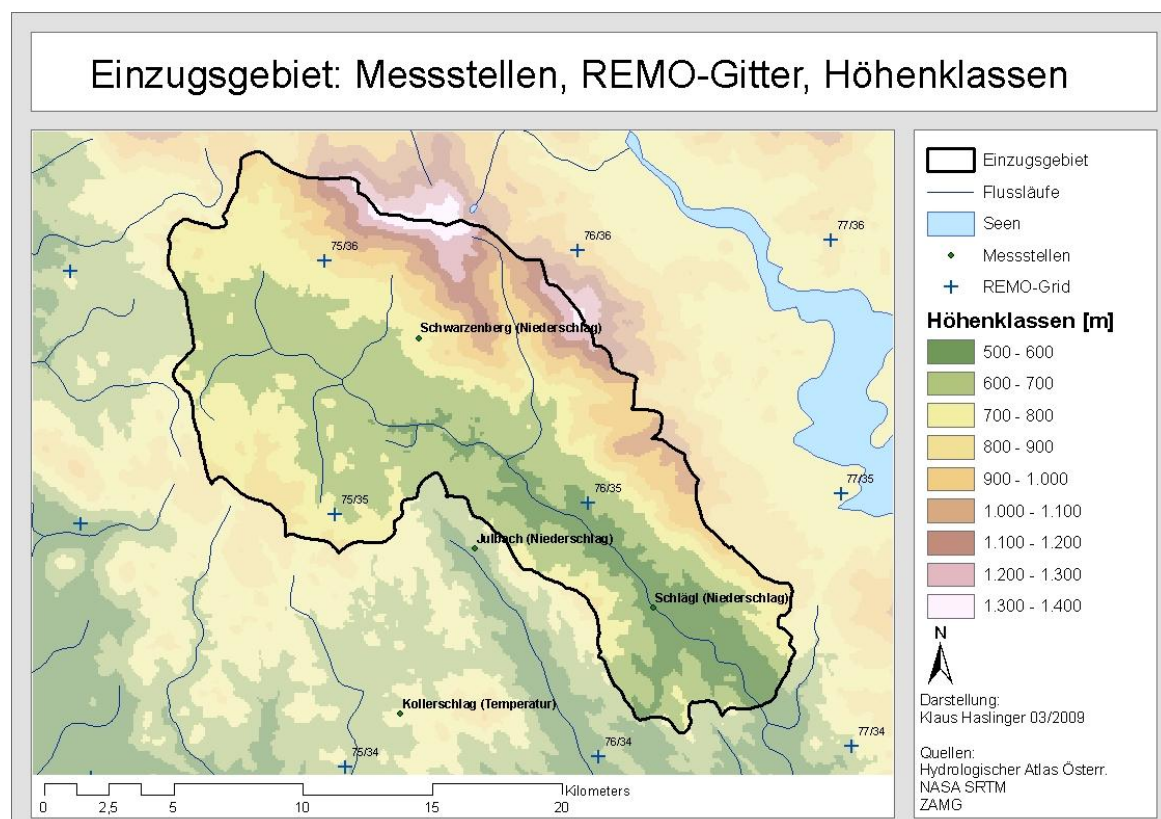 Einzugsgebiet: Messstellen, REMO-Gitter, Höhenklassen
75/36
76/36
77/36
Schwarzenberg (Niederschlag)
75/35
76/35
77/35
Julbach (Niederschlag)
Schlägl (Niederschlag)
Kollerschlag (Temperatur)
75/34
76/34
77/34
Kilometers
0 2,5 5 10 15 20
Einzugsgebiet
Flussläufe
Seen
Messstellen
REMO-Grid
Höhenklassen [m]
500 - 600
600 - 700
700 - 800
800 - 900
900 - 1.000
1.000 - 1.100
1.100 - 1.200
1.200 - 1.300
1.300 - 1.400
N
Darstellung:
Klaus Haslinger 03/2009
Quellen:
Hydrologischer Atlas Österr.
NASA SRTM
ZAMG